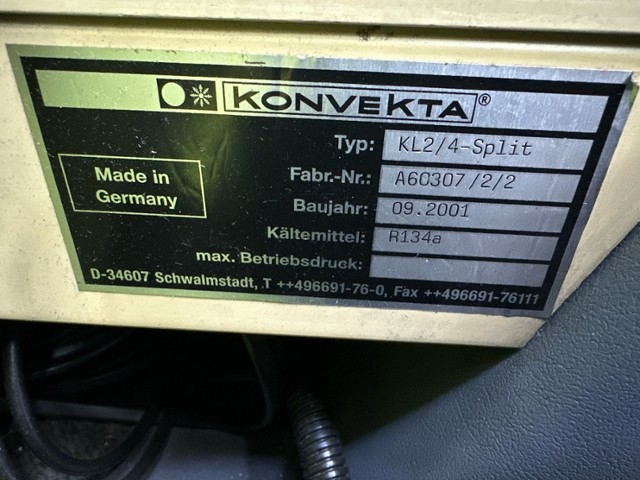 KONVEKTA®
Typ: KL2/4-Split
Made in
Germany
Fabr.-Nr.: A60307/2/2
Baujahr: 09.2001
Kältemittel: R134a
max. Betriebsdruck:
D-34607 Schwalmstadt, T ++496691-76-0, Fax ++496691-76111